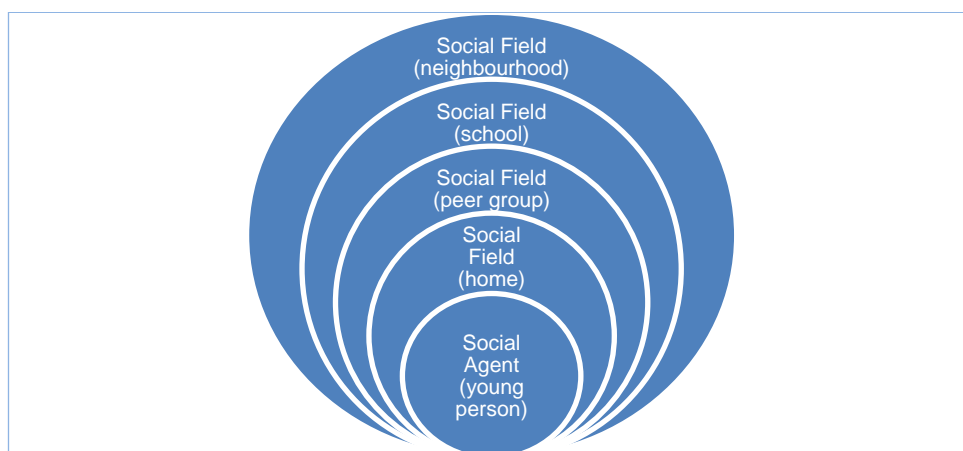 Social Field
(neighbourhood)
Social Field
(school)
Social Field
(peer group)
Social
Field
(home)
Social
Agent
(young
person)